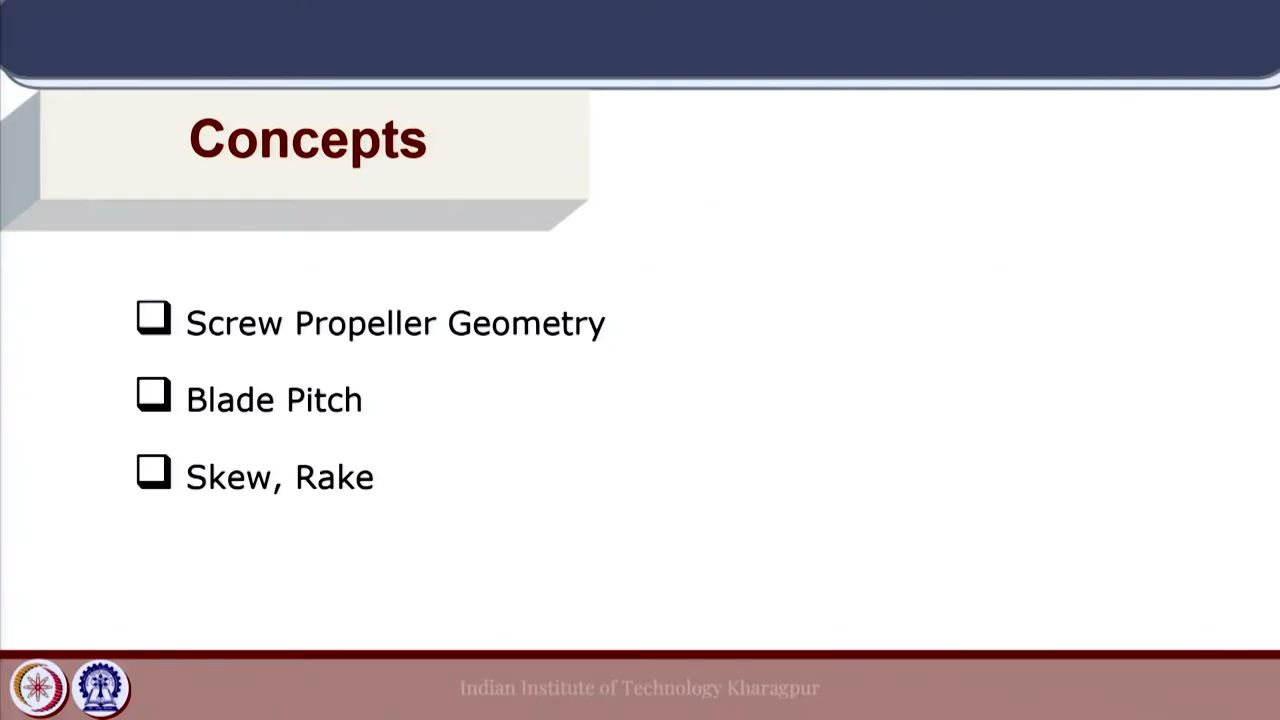 Concepts
Screw Propeller Geometry
Blade Pitch
Skew, Rake
Indian Institute of Technology Kharagpur